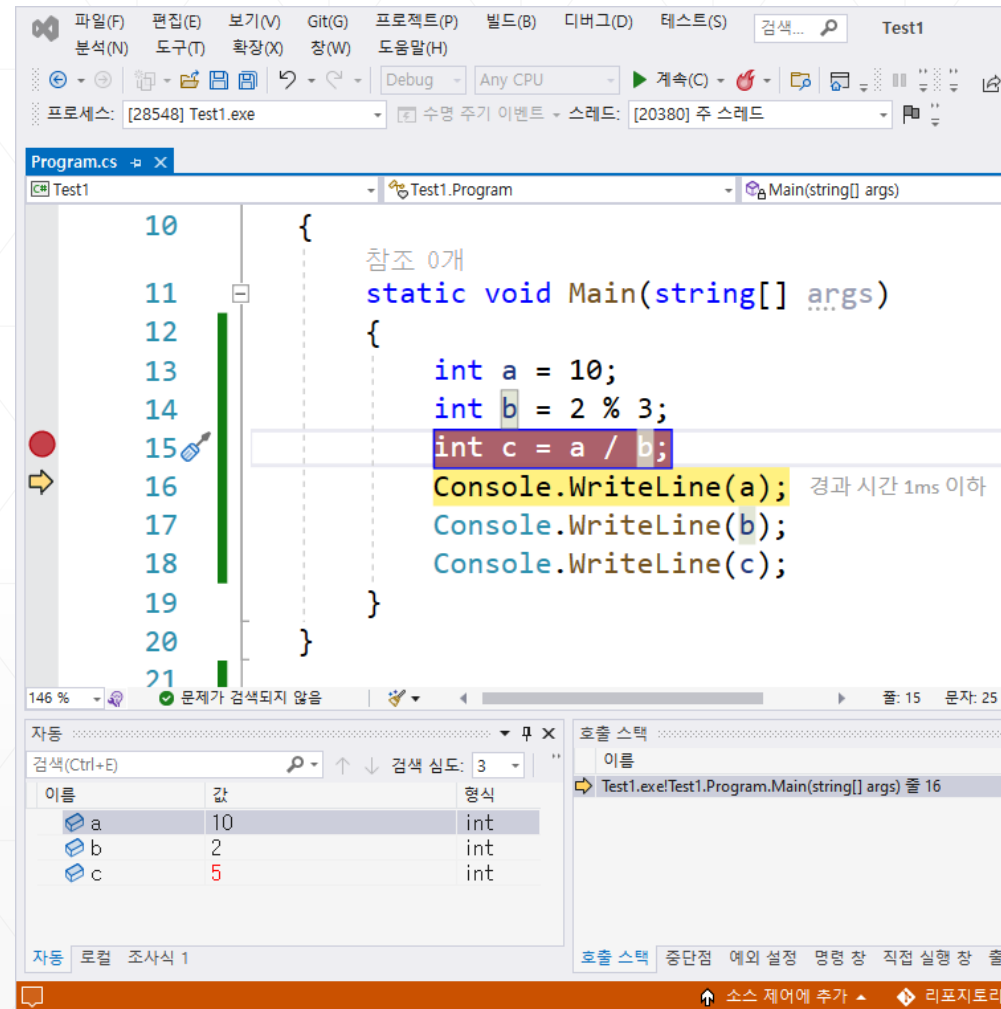 파일(F) 편집(E) 보기(V) Git(G) 프로젝트(P) 빌드(B) 디버그(D) 테스트(S) 검색... Test1
분석(N) 도구(T) 확장(X) 창(W) 도움말(H)
Debug Any CPU 계속(C)
프로세스: [28548] Test1.exe 수명 주기 이벤트 스레드: [20380] 주 스레드
Program.cs
C# Test1 Test1.Program Main(string[] args)
10 {
참조 0개
11 static void Main(string[] args)
12 {
13 int a = 10;
14 int b = 2 % 3;
15 int c = a / b;
16 Console.WriteLine(a); 경과 시간 1ms 이하
17 Console.WriteLine(b);
18 Console.WriteLine(c);
19 }
20 }
21
146 % 문제가 검색되지 않음 줄: 15 문자: 25
자동
검색(Ctrl+E) 검색 심도: 3
이름 값 형식
a 10 int
b 2 int
c 5 int
자동 로컬 조사식 1
호출 스택
이름
Test1.exe!Test1.Program.Main(string[] args) 줄 16
호출 스택 중단점 예외 설정 명령 창 직접 실행 창 출
소스 제어에 추가 리포지토리